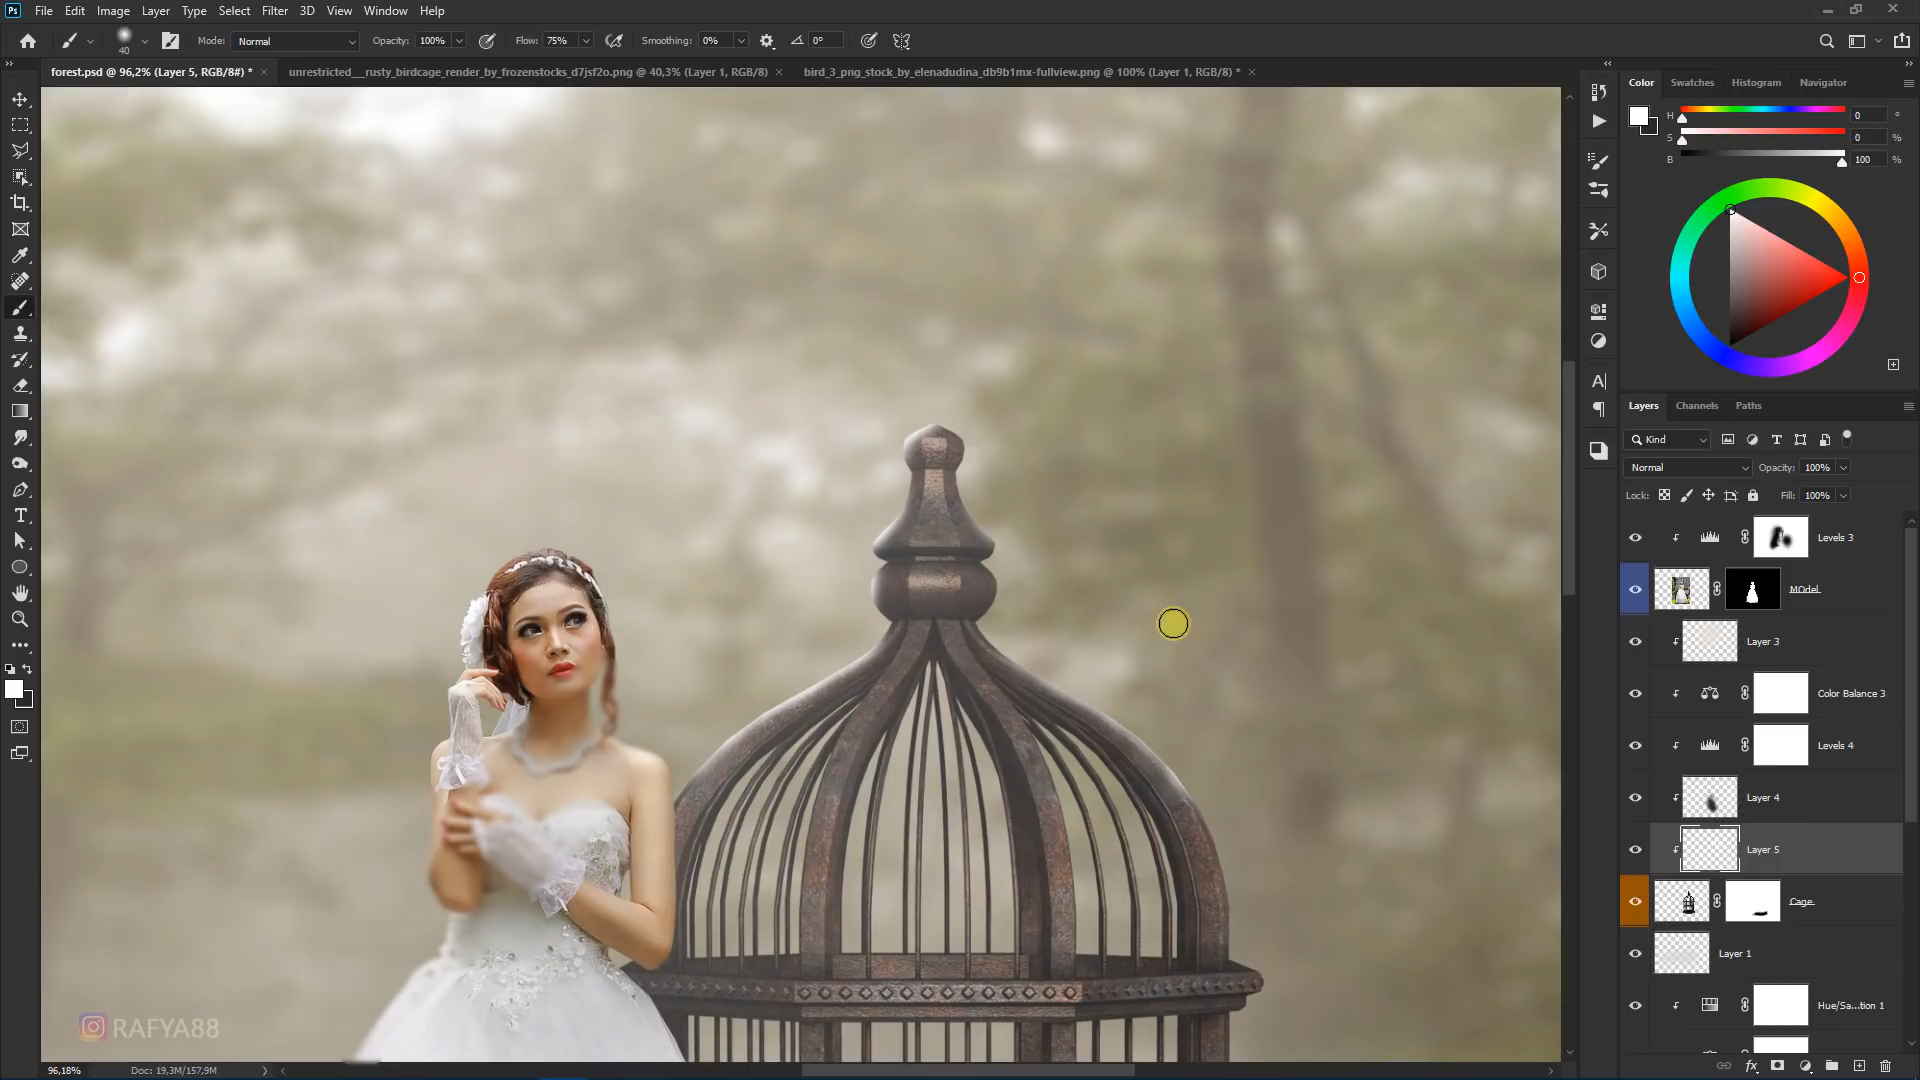 Ps File Edit Image Layer Type Select Filter 3D View Window Help
40 Mode: Normal Opacity: 100% Flow: 75% Smoothing: 0% 0°
forest.psd @ 96,2% (Layer 5, RGB/8#) * unrestricted__rusty_birdcage_render_by_frozenstocks_d7jsf2o.png @ 40,3% (Layer 1, RGB/8) bird_3_png_stock_by_elenadudina_db9b1mx-fullview.png @ 100% (Layer 1, RGB/8) *
Color Swatches Histogram Navigator
H 0 °
S 0 %
B 100 %
Layers Channels Paths
Kind
Normal Opacity: 100%
Lock: Fill: 100%
Levels 3
MOdel
Layer 3
Color Balance 3
Levels 4
Layer 4
Layer 5
Cage
Layer 1
Hue/Sa...tion 1
RAFYA88
96,18% Doc: 19,3M/157,9M